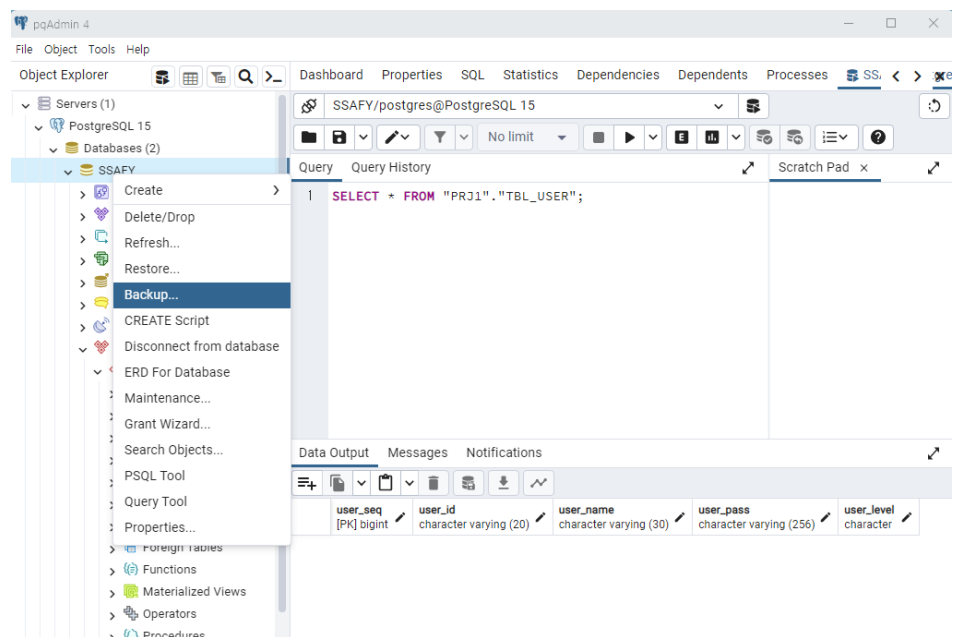 pgAdmin 4
File Object Tools Help
Object Explorer
Dashboard Properties SQL Statistics Dependencies Dependents Processes SS
Servers (1)
SSAFY/postgres@PostgreSQL 15
PostgreSQL 15
Databases (2)
No limit
SSAFY
Query Query History
Scratch Pad
Create
1 SELECT * FROM "PRJ1"."TBL_USER";
Delete/Drop
Refresh...
Restore...
Backup...
CREATE Script
Disconnect from database
ERD For Database
Maintenance...
Grant Wizard...
Search Objects...
PSQL Tool
Query Tool
Properties...
Foreign Tables
Functions
Materialized Views
Operators
Procedures
Data Output Messages Notifications
user_seq user_id user_name user_pass user_level
[PK] bigint character varying (20) character varying (30) character varying (256) character